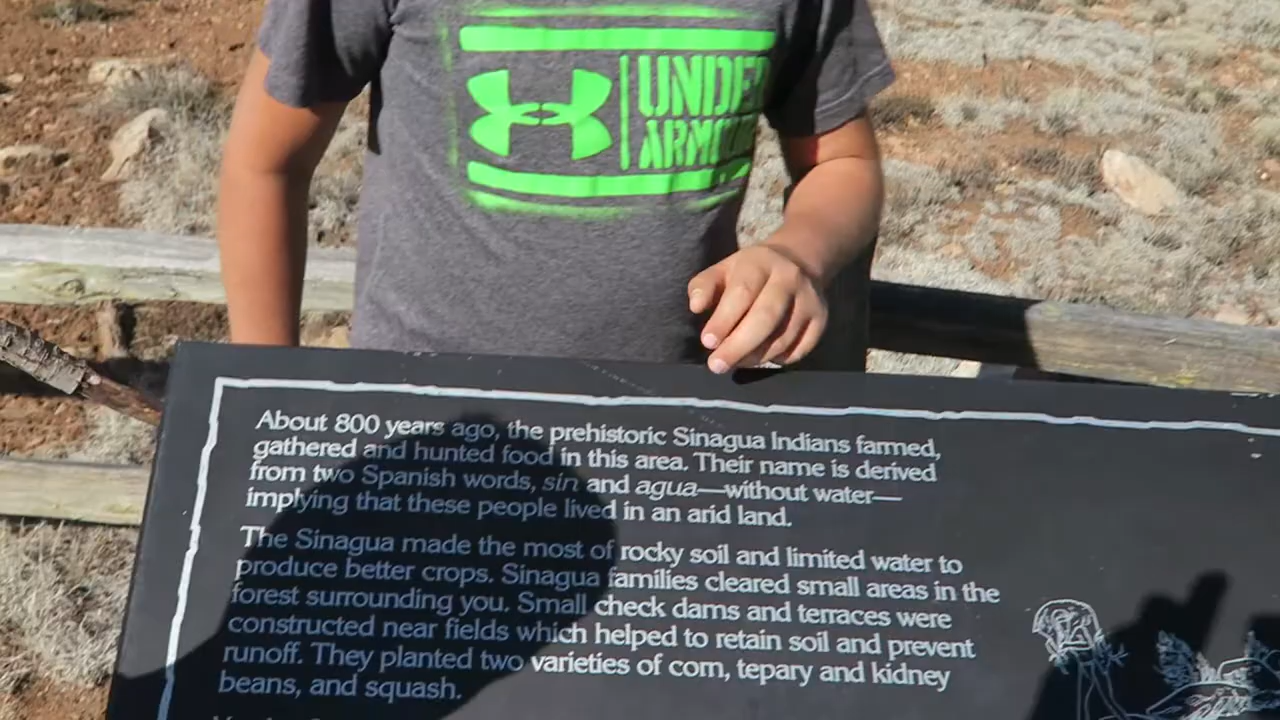 UNDER
ARMOUR
About 800 years ago, the prehistoric Sinagua Indians farmed,
gathered and hunted food in this area. Their name is derived
from two Spanish words, sin and agua—without water—
implying that these people lived in an arid land.
The Sinagua made the most of rocky soil and limited water to
produce better crops. Sinagua families cleared small areas in the
forest surrounding you. Small check dams and terraces were
constructed near fields which helped to retain soil and prevent
runoff. They planted two varieties of corn, tepary and kidney
beans, and squash.